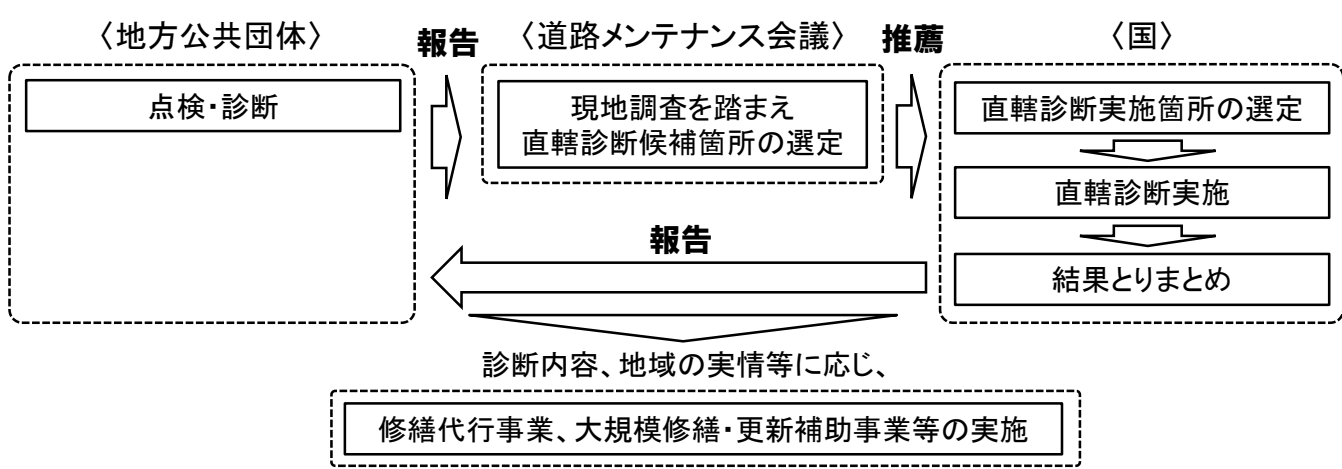 〈地方公共団体〉
報告
〈道路メンテナンス会議〉
推薦
〈国〉
点検・診断
現地調査を踏まえ
直轄診断候補箇所の選定
直轄診断実施箇所の選定
直轄診断実施
結果とりまとめ
報告
診断内容、地域の実情等に応じ、
修繕代行事業、大規模修繕・更新補助事業等の実施